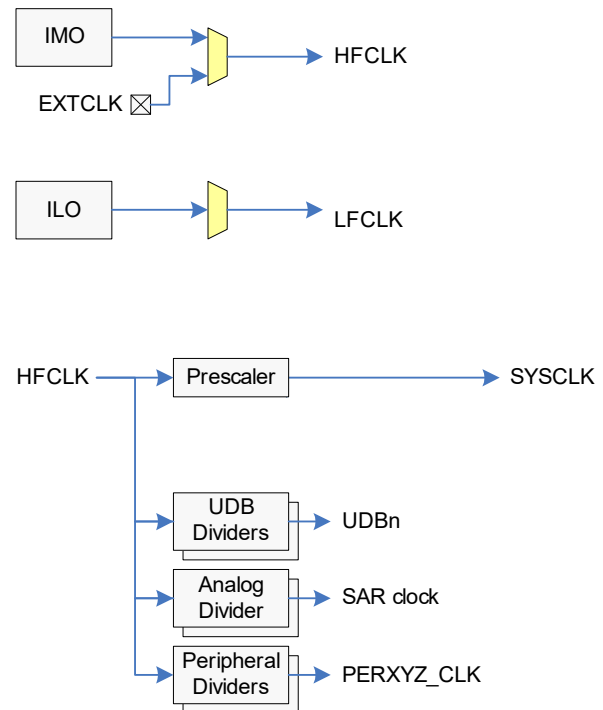 IMO
HFCLK
EXTCLK
ILO
LFCLK
HFCLK
Prescaler
SYSCLK
UDB
Dividers
UDBn
Analog
Divider
SAR clock
Peripheral
Dividers
PERXYZ_CLK